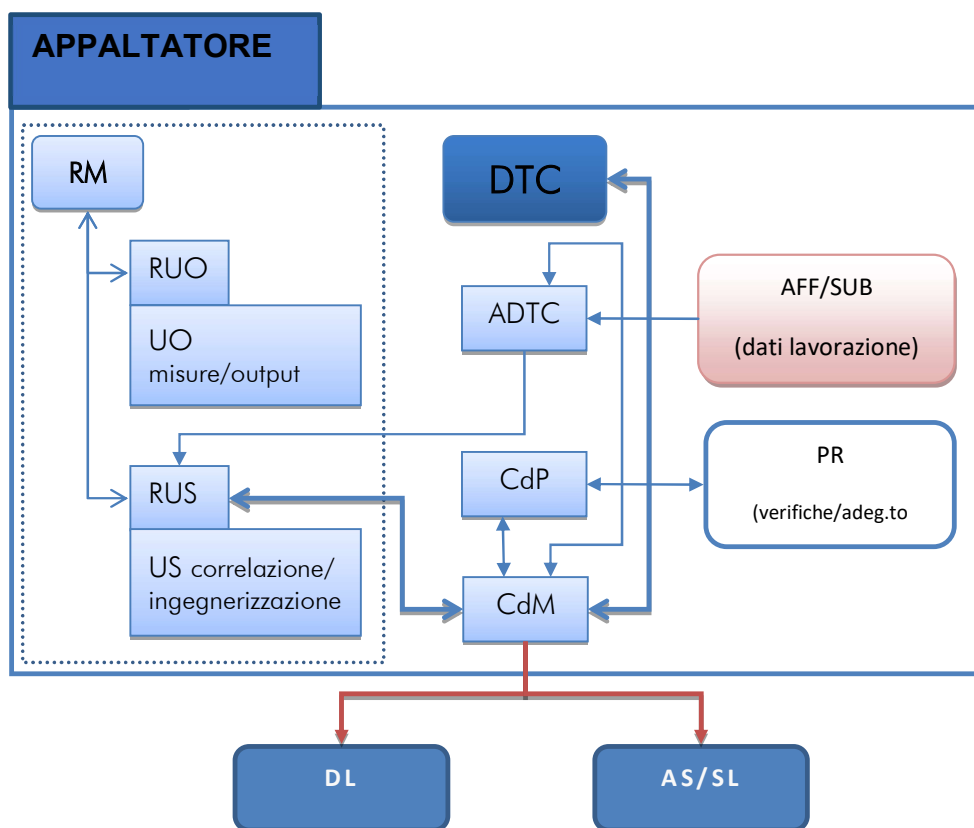 APPALTATORE
RM
DTC
RUO
UO
misure/output
ADTC
AFF/SUB
(dati lavorazione)
RUS
US correlazione/
ingegnerizzazione
CdP
PR
(verifiche/adeg.to
CdM
DL
AS/SL